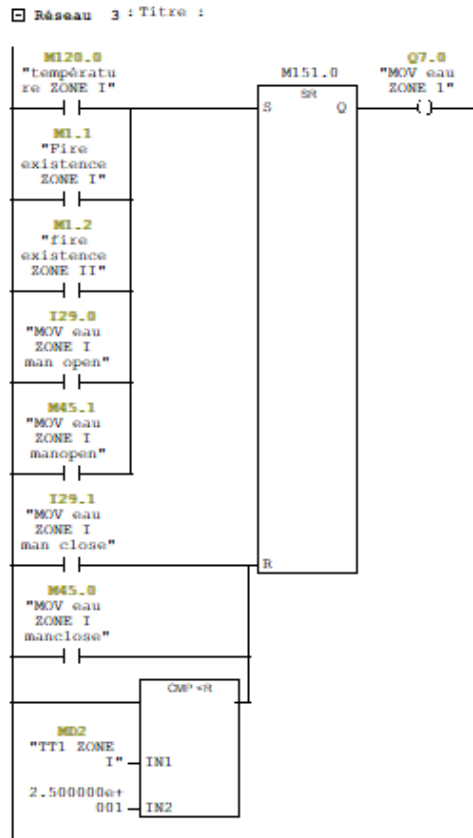 Réseau 3 : Titre :
M120.0
"températu
re ZONE I"
M151.0
SR
S
Q
Q7.0
"MOV eau
ZONE 1"
M1.1
"Fire
existence
ZONE I"
M1.2
"fire
existence
ZONE II"
I29.0
"MOV eau
ZONE I
man open"
M45.1
"MOV eau
ZONE I
manopen"
I29.1
"MOV eau
ZONE I
man close"
R
M45.0
"MOV eau
ZONE I
manclose"
CMP <R
MD2
"TT1 ZONE
I"
IN1
2.500000e+
001
IN2